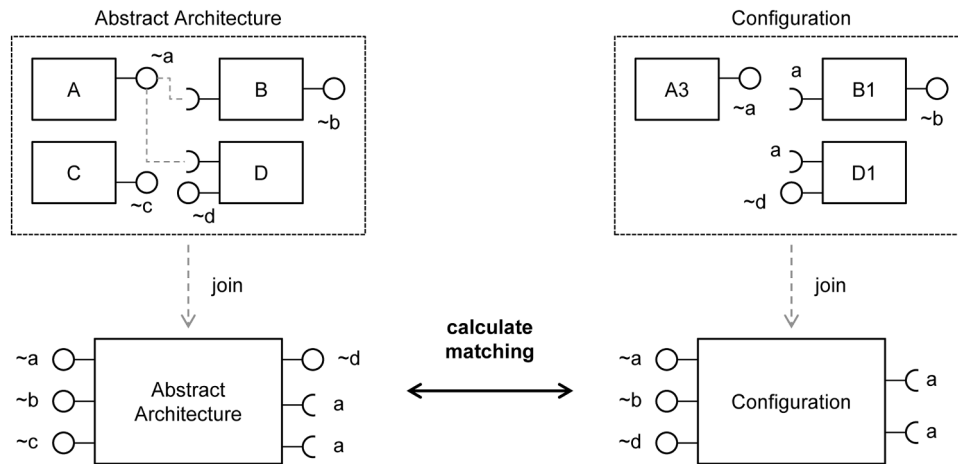 Abstract Architecture
~a
A
B
~b
C
~c
D
~d
join
~a
~b
~c
Abstract
Architecture
~d
a
a
calculate
matching
Configuration
A3
~a
a
B1
~b
a
D1
~d
join
~a
~b
~d
Configuration
a
a